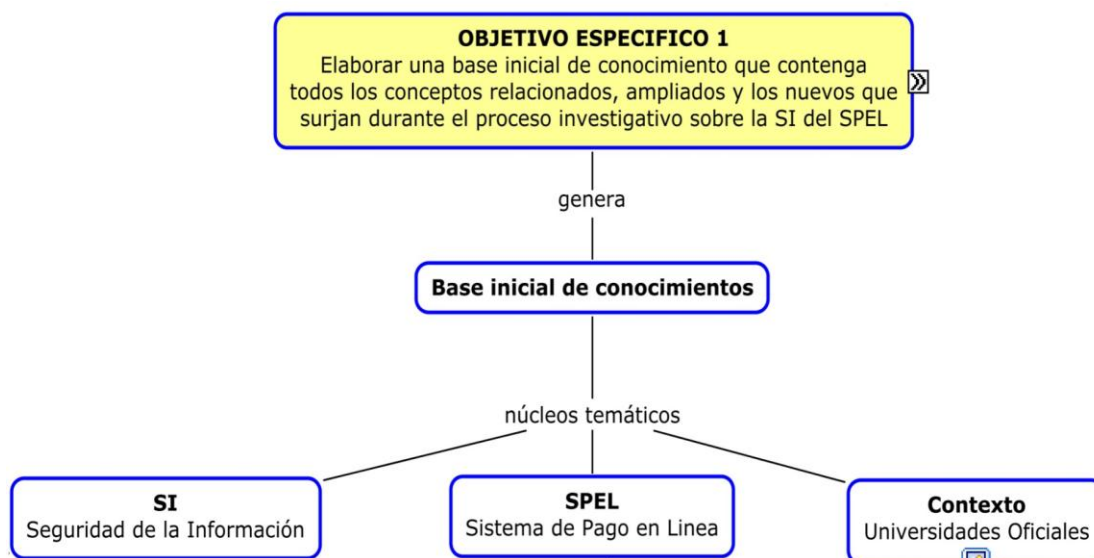 OBJETIVO ESPECIFICO 1
Elaborar una base inicial de conocimiento que contenga
todos los conceptos relacionados, ampliados y los nuevos que
surjan durante el proceso investigativo sobre la SI del SPEL
genera
Base inicial de conocimientos
núcleos temáticos
SI
Seguridad de la Información
SPEL
Sistema de Pago en Linea
Contexto
Universidades Oficiales